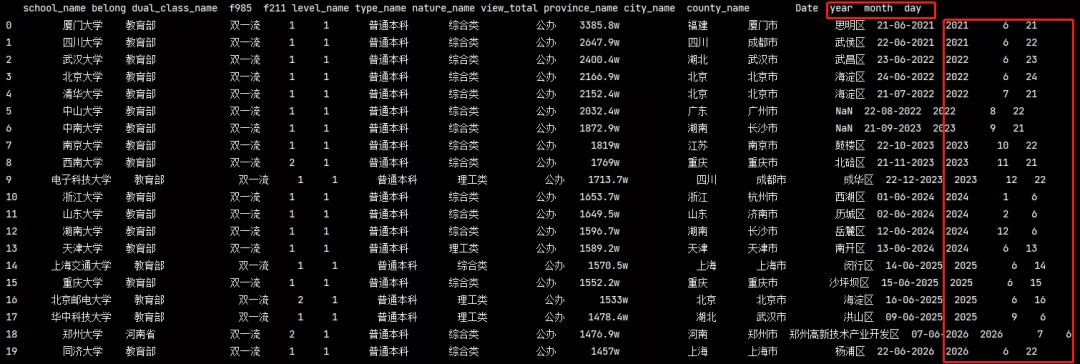 school_name belong dual_class_name f985 f211 level_name type_name nature_name view_total province_name city_name county_name Date year month day
0 厦门大学 教育部 双一流 1 1 普通本科 综合类 公办 3385.8w 福建 厦门市 思明区 21-06-2021 2021 6 21
1 四川大学 教育部 双一流 1 1 普通本科 综合类 公办 2647.9w 四川 成都市 武侯区 22-06-2021 2021 6 22
2 武汉大学 教育部 双一流 1 1 普通本科 综合类 公办 2400.4w 湖北 武汉市 武昌区 23-06-2022 2022 6 23
3 北京大学 教育部 双一流 1 1 普通本科 综合类 公办 2166.9w 北京 北京市 海淀区 24-06-2022 2022 6 24
4 清华大学 教育部 双一流 1 1 普通本科 综合类 公办 2152.4w 北京 北京市 海淀区 21-07-2022 2022 7 21
5 中山大学 教育部 双一流 1 1 普通本科 综合类 公办 2032.4w 广东 广州市 NaN 22-08-2022 2022 8 22
6 中南大学 教育部 双一流 1 1 普通本科 综合类 公办 1872.9w 湖南 长沙市 NaN 21-09-2023 2023 9 21
7 南京大学 教育部 双一流 1 1 普通本科 综合类 公办 1819w 江苏 南京市 鼓楼区 22-10-2023 2023 10 22
8 西南大学 教育部 双一流 2 1 普通本科 综合类 公办 1769w 重庆 重庆市 北碚区 21-11-2023 2023 11 21
9 电子科技大学 教育部 双一流 1 1 普通本科 理工类 公办 1713.7w 四川 成都市 成华区 22-12-2023 2023 12 22
10 浙江大学 教育部 双一流 1 1 普通本科 综合类 公办 1653.7w 浙江 杭州市 西湖区 01-06-2024 2024 1 6
11 山东大学 教育部 双一流 1 1 普通本科 综合类 公办 1649.5w 山东 济南市 历城区 02-06-2024 2024 2 6
12 湖南大学 教育部 双一流 1 1 普通本科 综合类 公办 1596.7w 湖南 长沙市 岳麓区 12-06-2024 2024 12 6
13 天津大学 教育部 双一流 1 1 普通本科 理工类 公办 1589.2w 天津 天津市 南开区 13-06-2024 2024 6 13
14 上海交通大学 教育部 双一流 1 1 普通本科 综合类 公办 1570.5w 上海 上海市 闵行区 14-06-2025 2025 6 14
15 重庆大学 教育部 双一流 1 1 普通本科 综合类 公办 1552.2w 重庆 重庆市 沙坪坝区 15-06-2025 2025 6 15
16 北京邮电大学 教育部 双一流 2 1 普通本科 理工类 公办 1533w 北京 北京市 海淀区 16-06-2025 2025 6 16
17 华中科技大学 教育部 双一流 1 1 普通本科 理工类 公办 1478.4w 湖北 武汉市 洪山区 09-06-2025 2025 9 6
18 郑州大学 河南省 双一流 2 1 普通本科 综合类 公办 1476.9w 河南 郑州市 郑州高新技术产业开发区 07-06-2026 2026 7 6
19 同济大学 教育部 双一流 1 1 普通本科 理工类 公办 1457w 上海 上海市 杨浦区 22-06-2026 2026 6 22